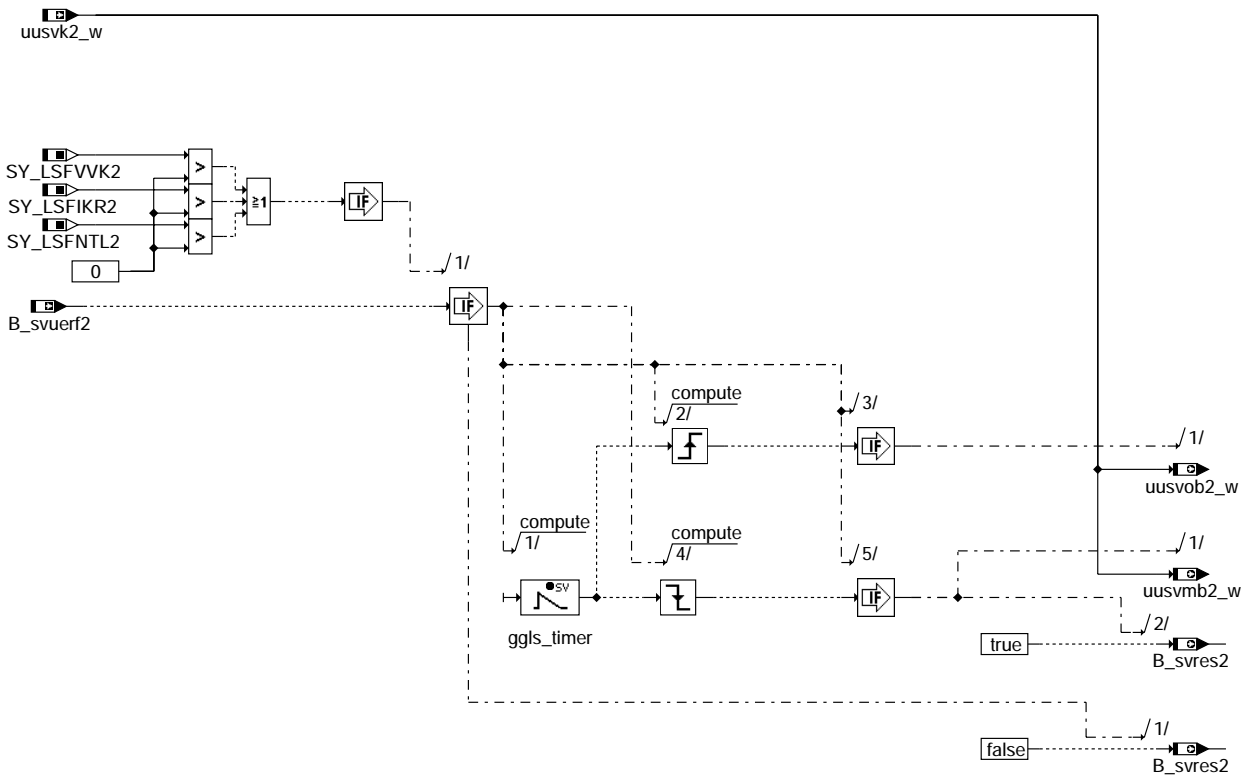 uusvk2_w
SY_LSFVVK2
>
SY_LSFIKR2
>
SY_LSFNTL2
>
≥1
IF
0
/1/
B_svuerf2
IF
compute
2/
/3/
IF
/1/
uusvob2_w
compute
1/
compute
4/
/5/
/1/
SY
ggls_timer
IF
uusvmb2_w
/2/
true
B_svres2
/1/
false
B_svres2